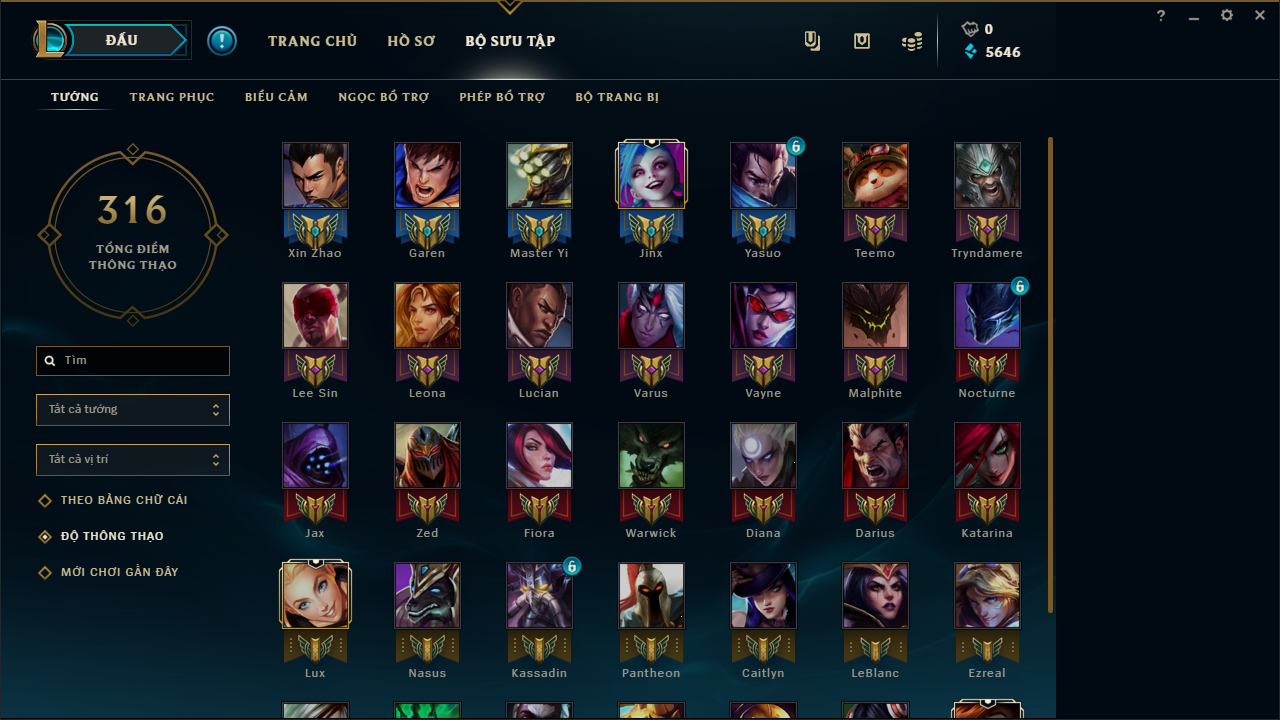 ĐẤU
!
TRANG CHỦ
HỒ SƠ
BỘ SƯU TẬP
0
5646
?
TƯỚNG
TRANG PHỤC
BIỂU CẢM
NGỌC BỔ TRỢ
PHÉP BỔ TRỢ
BỘ TRANG BỊ
316
TỔNG ĐIỂM
THÔNG THẠO
Tìm
Tất cả tướng
Tất cả vị trí
THEO BẢNG CHỮ CÁI
ĐỘ THÔNG THẠO
MỚI CHƠI GẦN ĐÂY
6
Xin Zhao
Garen
Master Yi
Jinx
Yasuo
Teemo
Tryndamere
6
Lee Sin
Leona
Lucian
Varus
Vayne
Malphite
Nocturne
Jax
Zed
Fiora
Warwick
Diana
Darius
Katarina
6
Lux
Nasus
Kassadin
Pantheon
Caitlyn
LeBlanc
Ezreal